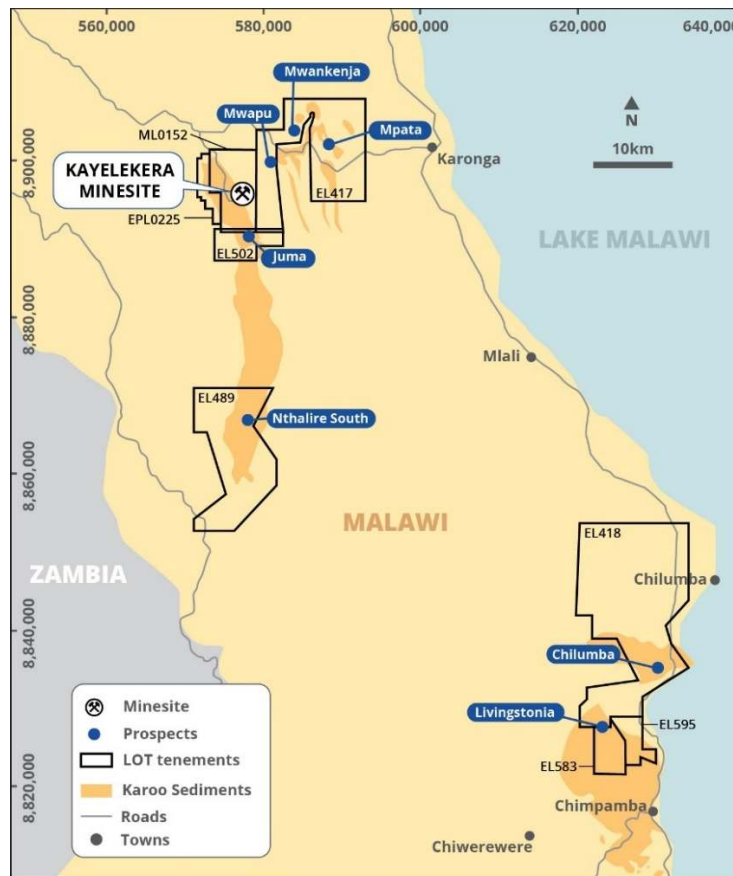 560,000
580,000
600,000
620,000
640,000
8,900,000
8,880,000
8,860,000
8,840,000
8,820,000
Mwankenja
Mwapu
Mpata
ML0152
KAYELEKERA
MINESITE
EPL0225
EL417
EL502
Juma
Karonga
N
10km
LAKE MALAWI
Mlali
EL489
Nthalire South
MALAWI
ZAMBIA
EL418
Chilumba
Chilumba
Livingstonia
EL595
EL583
Chimpamba
Chiwerewere
Minesite
Prospects
LOT tenements
Karoo Sediments
Roads
Towns